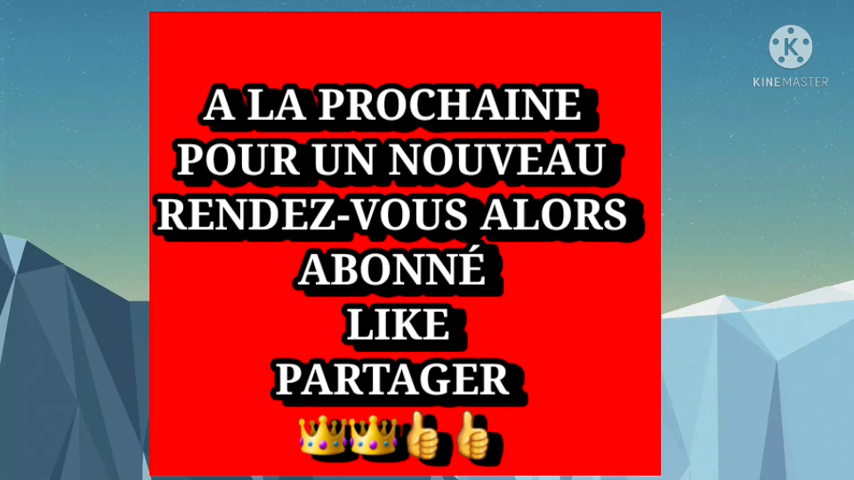 A LA PROCHAINE
POUR UN NOUVEAU
RENDEZ-VOUS ALORS
ABONNÉ
LIKE
PARTAGER
👑👑👍👍
K
KINEMASTER